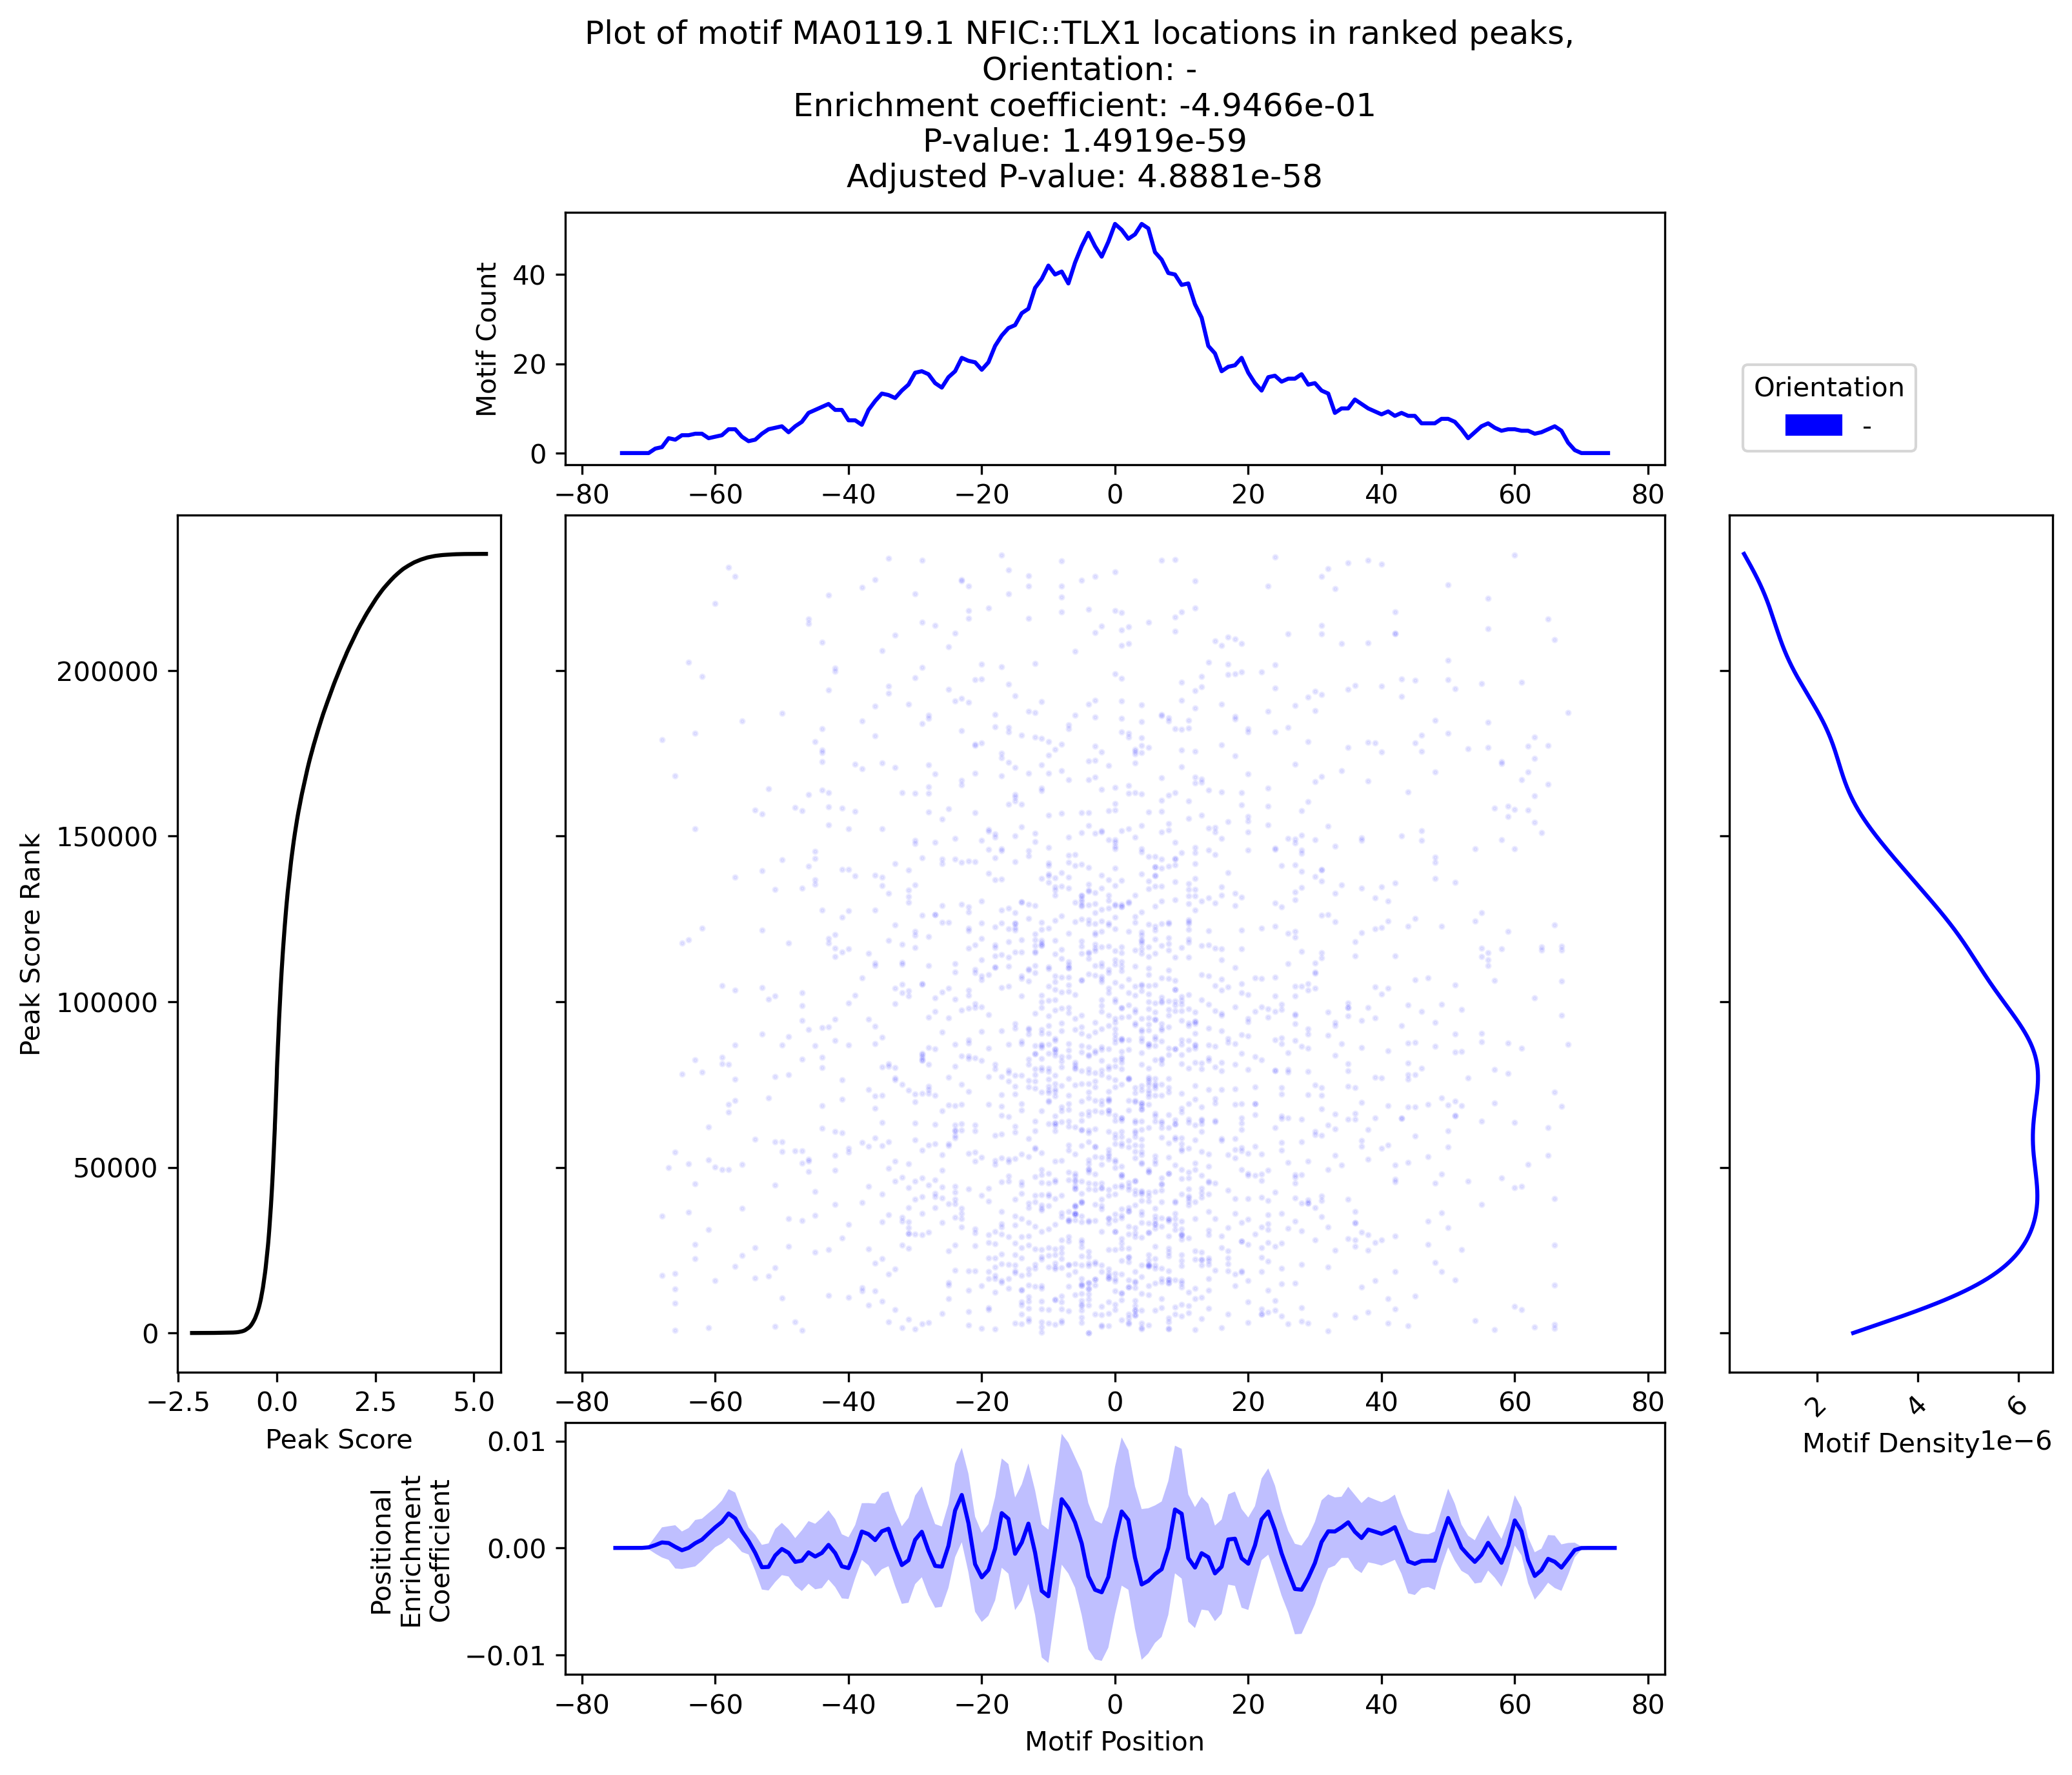 Plot of motif MA0119.1 NFIC::TLX1 locations in ranked peaks,
Orientation: -
Enrichment coefficient: -4.9466e-01
P-value: 1.4919e-59
Adjusted P-value: 4.8881e-58
Motif Count
40
20
0
−80 −60 −40 −20 0 20 40 60 80
Orientation
-
Peak Score Rank
200000
150000
100000
50000
0
−2.5 0.0 2.5 5.0
Peak Score
−80 −60 −40 −20 0 20 40 60 80
2 4 6
Motif Density
1e−6
Positional
Enrichment
Coefficient
0.01
0.00
−0.01
−80 −60 −40 −20 0 20 40 60 80
Motif Position